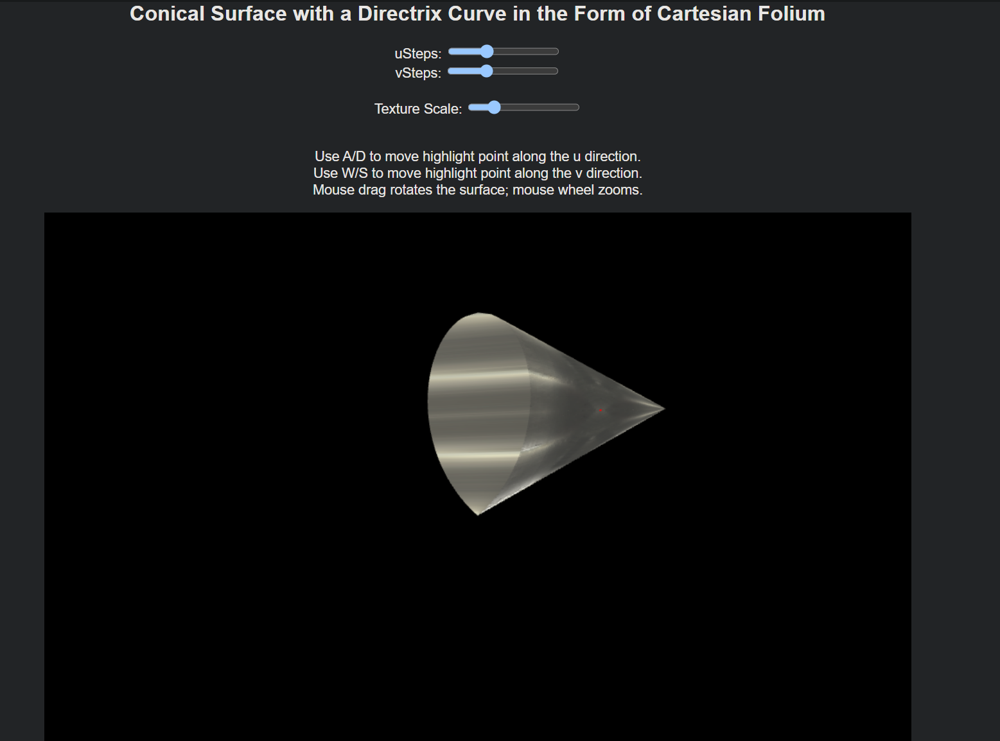 Conical Surface with a Directrix Curve in the Form of Cartesian Folium
uSteps:
vSteps:
Texture Scale:
Use A/D to move highlight point along the u direction.
Use W/S to move highlight point along the v direction.
Mouse drag rotates the surface; mouse wheel zooms.